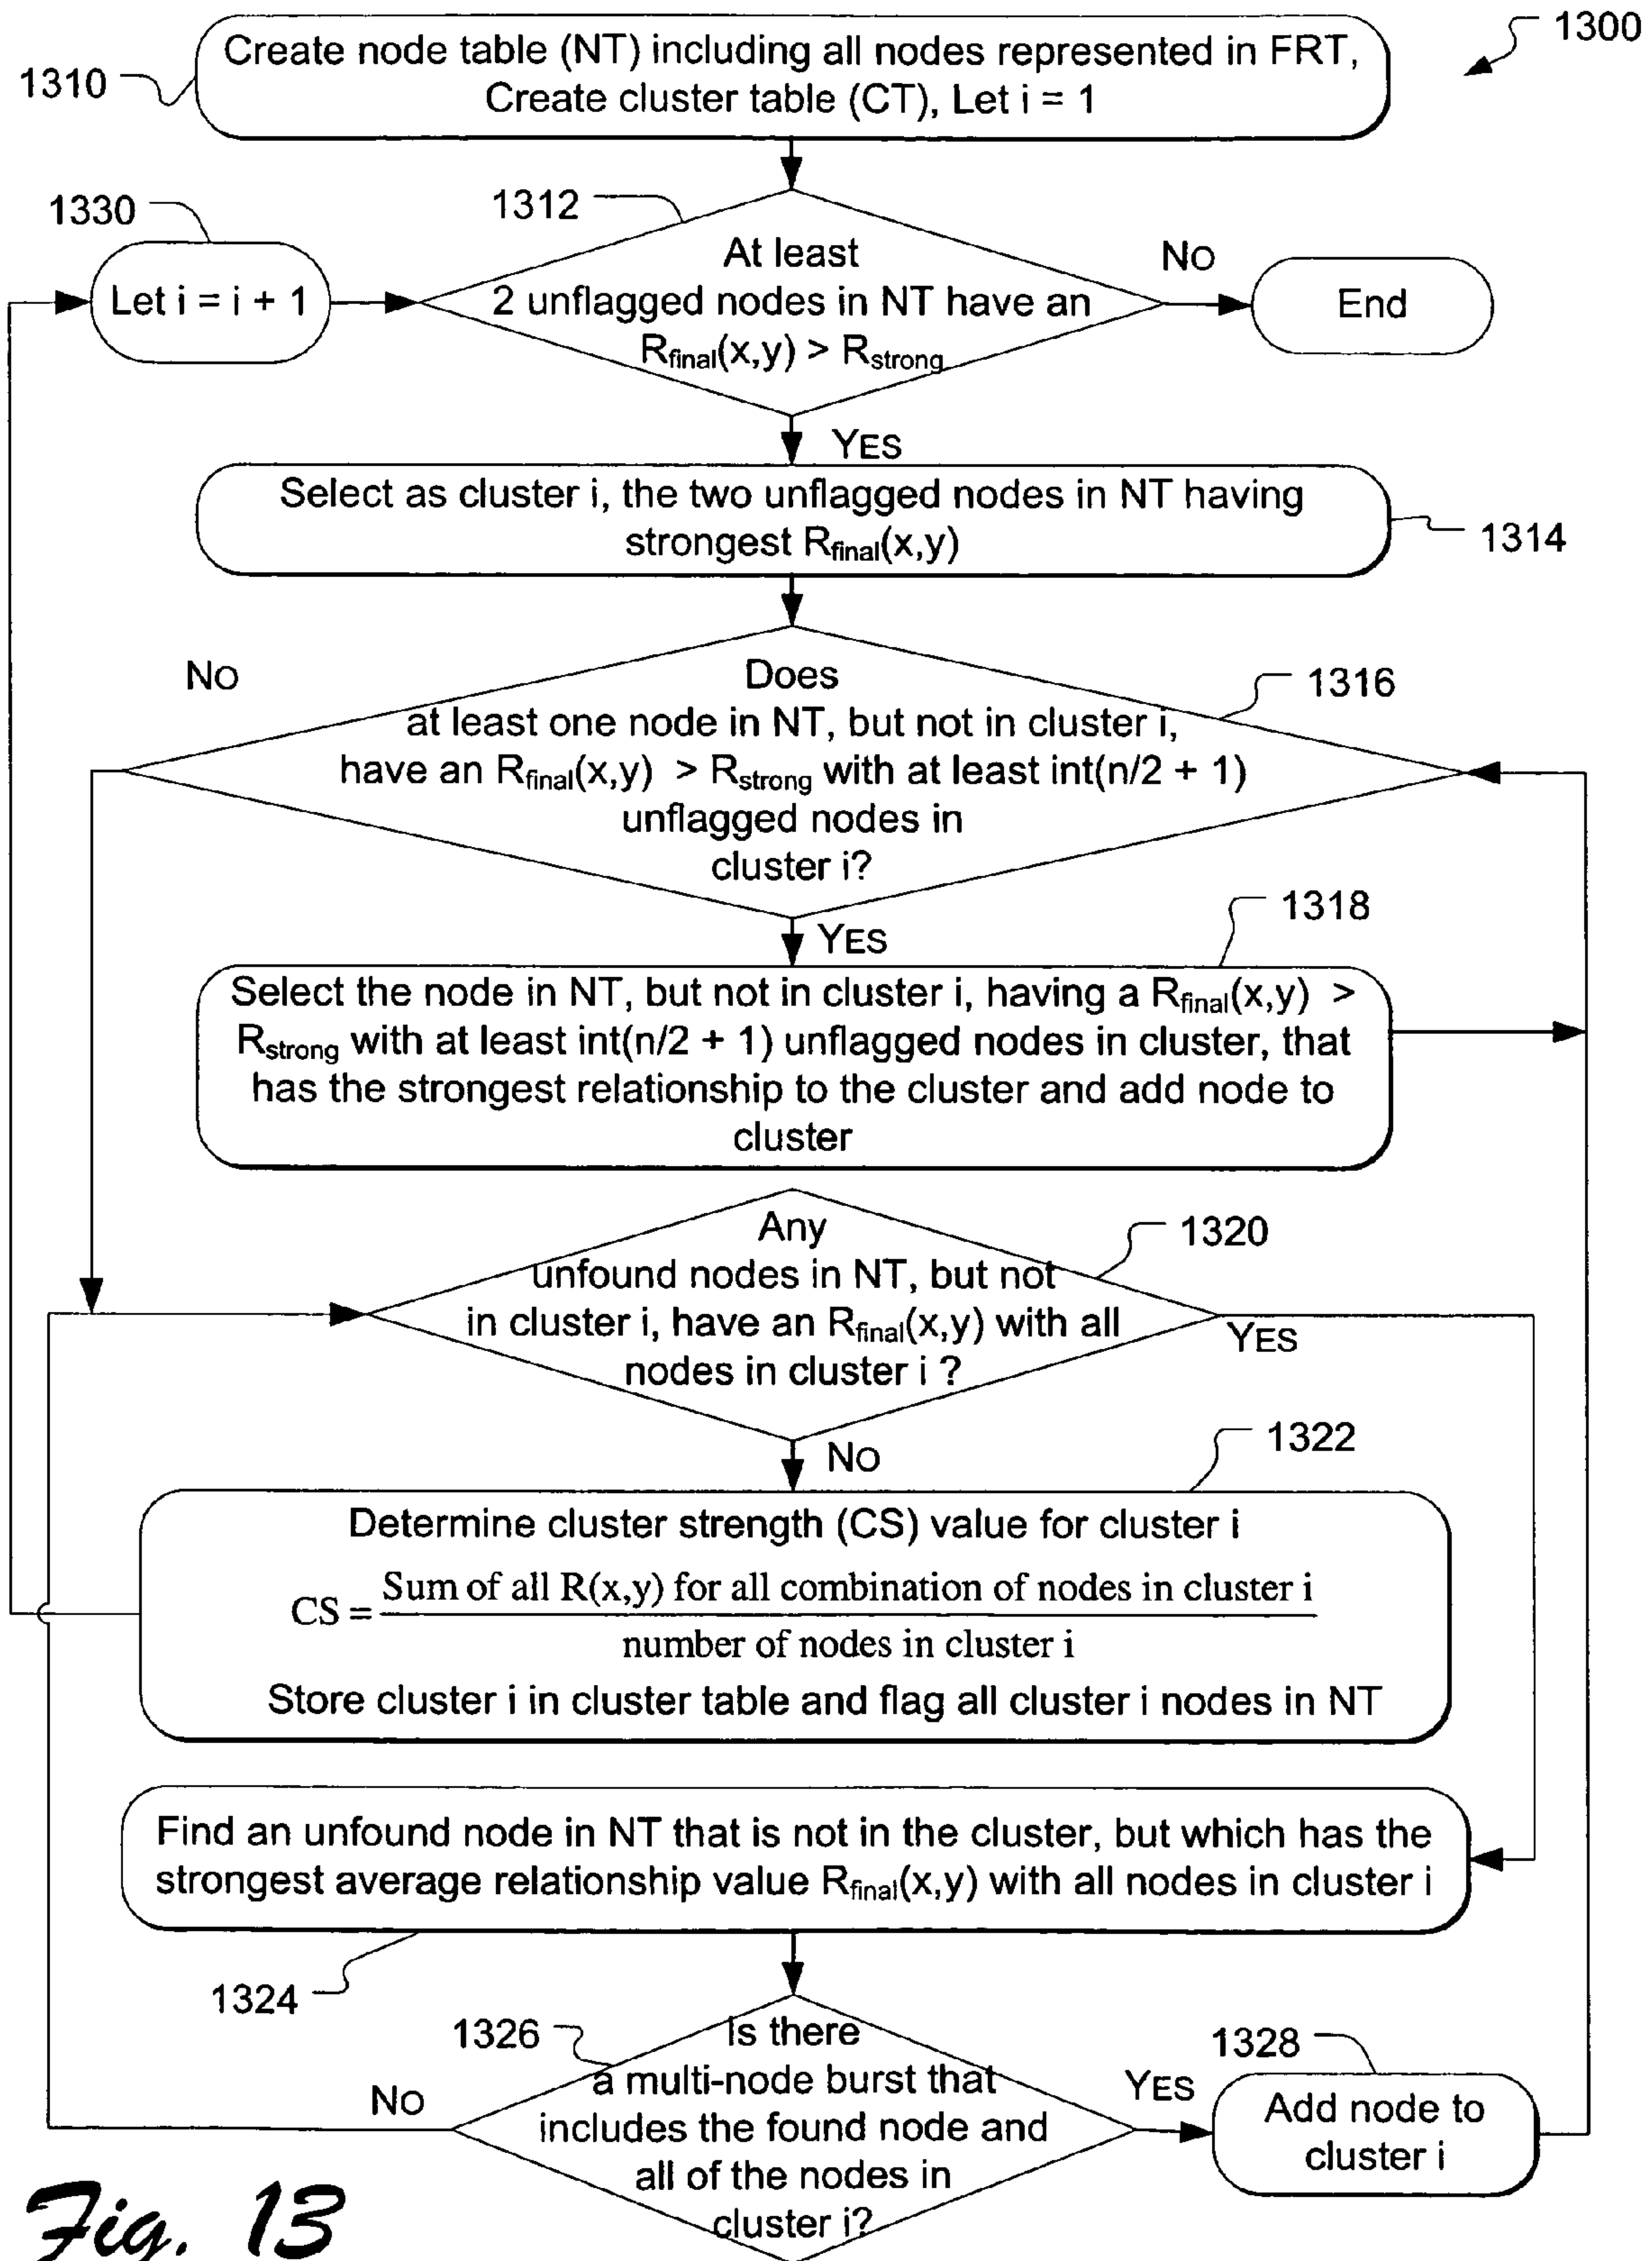 1300
1310
Create node table (NT) including all nodes represented in FRT,
Create cluster table (CT), Let i = 1
1330
1312
Let i = i + 1
At least
2 unflagged nodes in NT have an
Rfinal(x,y) > Rstrong
No
End
Yes
Select as cluster i, the two unflagged nodes in NT having
strongest Rfinal(x,y)
1314
No
Does
at least one node in NT, but not in cluster i,
have an Rfinal(x,y) > Rstrong with at least int(n/2 + 1)
unflagged nodes in
cluster i?
1316
Yes
1318
Select the node in NT, but not in cluster i, having a Rfinal(x,y) >
Rstrong with at least int(n/2 + 1) unflagged nodes in cluster, that
has the strongest relationship to the cluster and add node to
cluster
Any
unfound nodes in NT, but not
in cluster i, have an Rfinal(x,y) with all
nodes in cluster i ?
1320
Yes
No
1322
Determine cluster strength (CS) value for cluster i
CS = Sum of all R(x,y) for all combination of nodes in cluster i
number of nodes in cluster i
Store cluster i in cluster table and flag all cluster i nodes in NT
Find an unfound node in NT that is not in the cluster, but which has the
strongest average relationship value Rfinal(x,y) with all nodes in cluster i
1324
1326
Is there
a multi-node burst that
includes the found node and
all of the nodes in
cluster i?
No
Yes
1328
Add node to
cluster i
Fig. 13